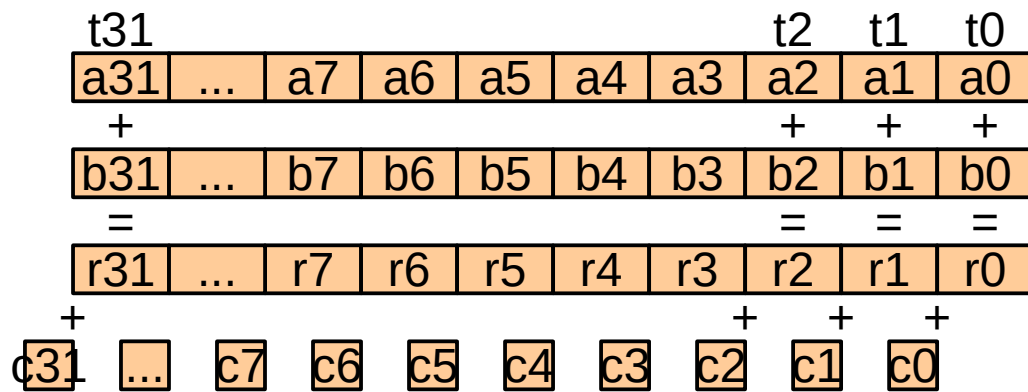 t31 t2 t1 t0
a31 ... a7 a6 a5 a4 a3 a2 a1 a0
+ + + +
b31 ... b7 b6 b5 b4 b3 b2 b1 b0
= = = =
r31 ... r7 r6 r5 r4 r3 r2 r1 r0
+ + + +
c31 ... c7 c6 c5 c4 c3 c2 c1 c0